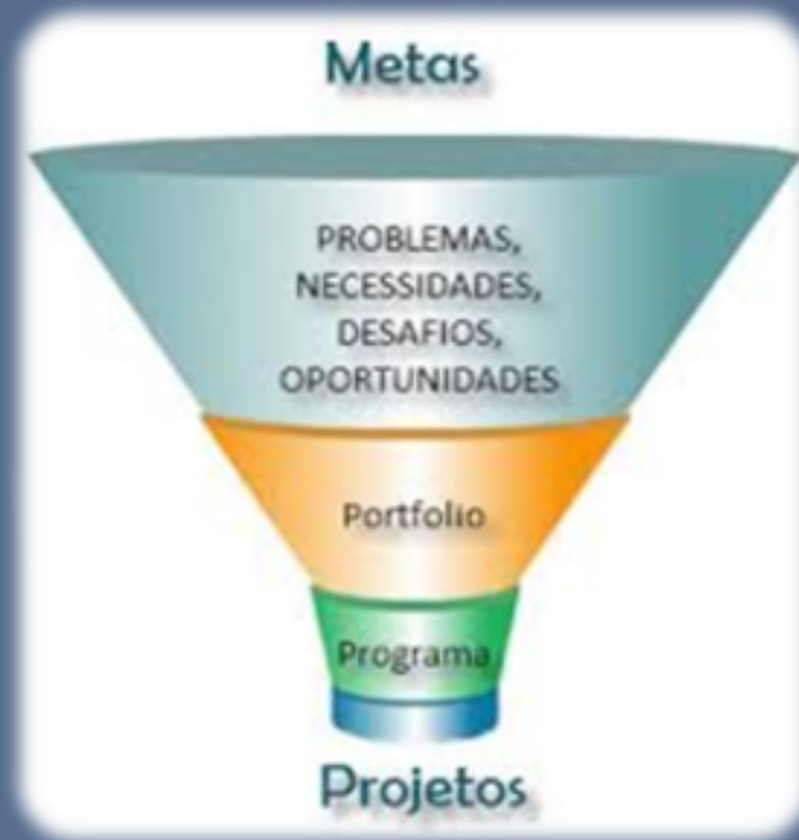 Metas
PROBLEMAS,
NECESSIDADES,
DESAFIOS,
OPORTUNIDADES
Portfolio
Programa
Projetos